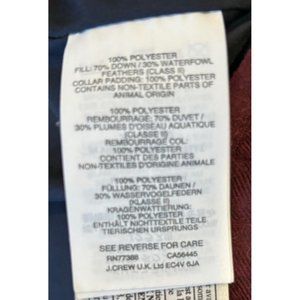 100% POLYESTER
FILL: 70% DOWN / 30% WATERFOWL
FEATHERS (CLASS II)
COLLAR PADDING: 100% POLYESTER
CONTAINS NON-TEXTILE PARTS OF
ANIMAL ORIGIN
100% POLYESTER
REMBOURRAGE: 70% DUVET /
30% PLUMES D'OISEAU AQUATIQUE
(CLASSE II)
REMBOURRAGE COL:
100% POLYESTER
CONTIENT DES PARTIES
NON-TEXTILES D'ORIGINE ANIMALE
100% POLYESTER
FÜLLUNG: 70% DAUNEN /
30% WASSERVOGELFEDERN
(KLASSE II)
KRAGENWATTIERUNG:
100% POLYESTER
ENTHÄLT NICHTTEXTILE TEILE
TIERISCHEN URSPRUNGS
SEE REVERSE FOR CARE
RN77388 CA56445
J.CREW U.K. Ltd EC4V 6JA